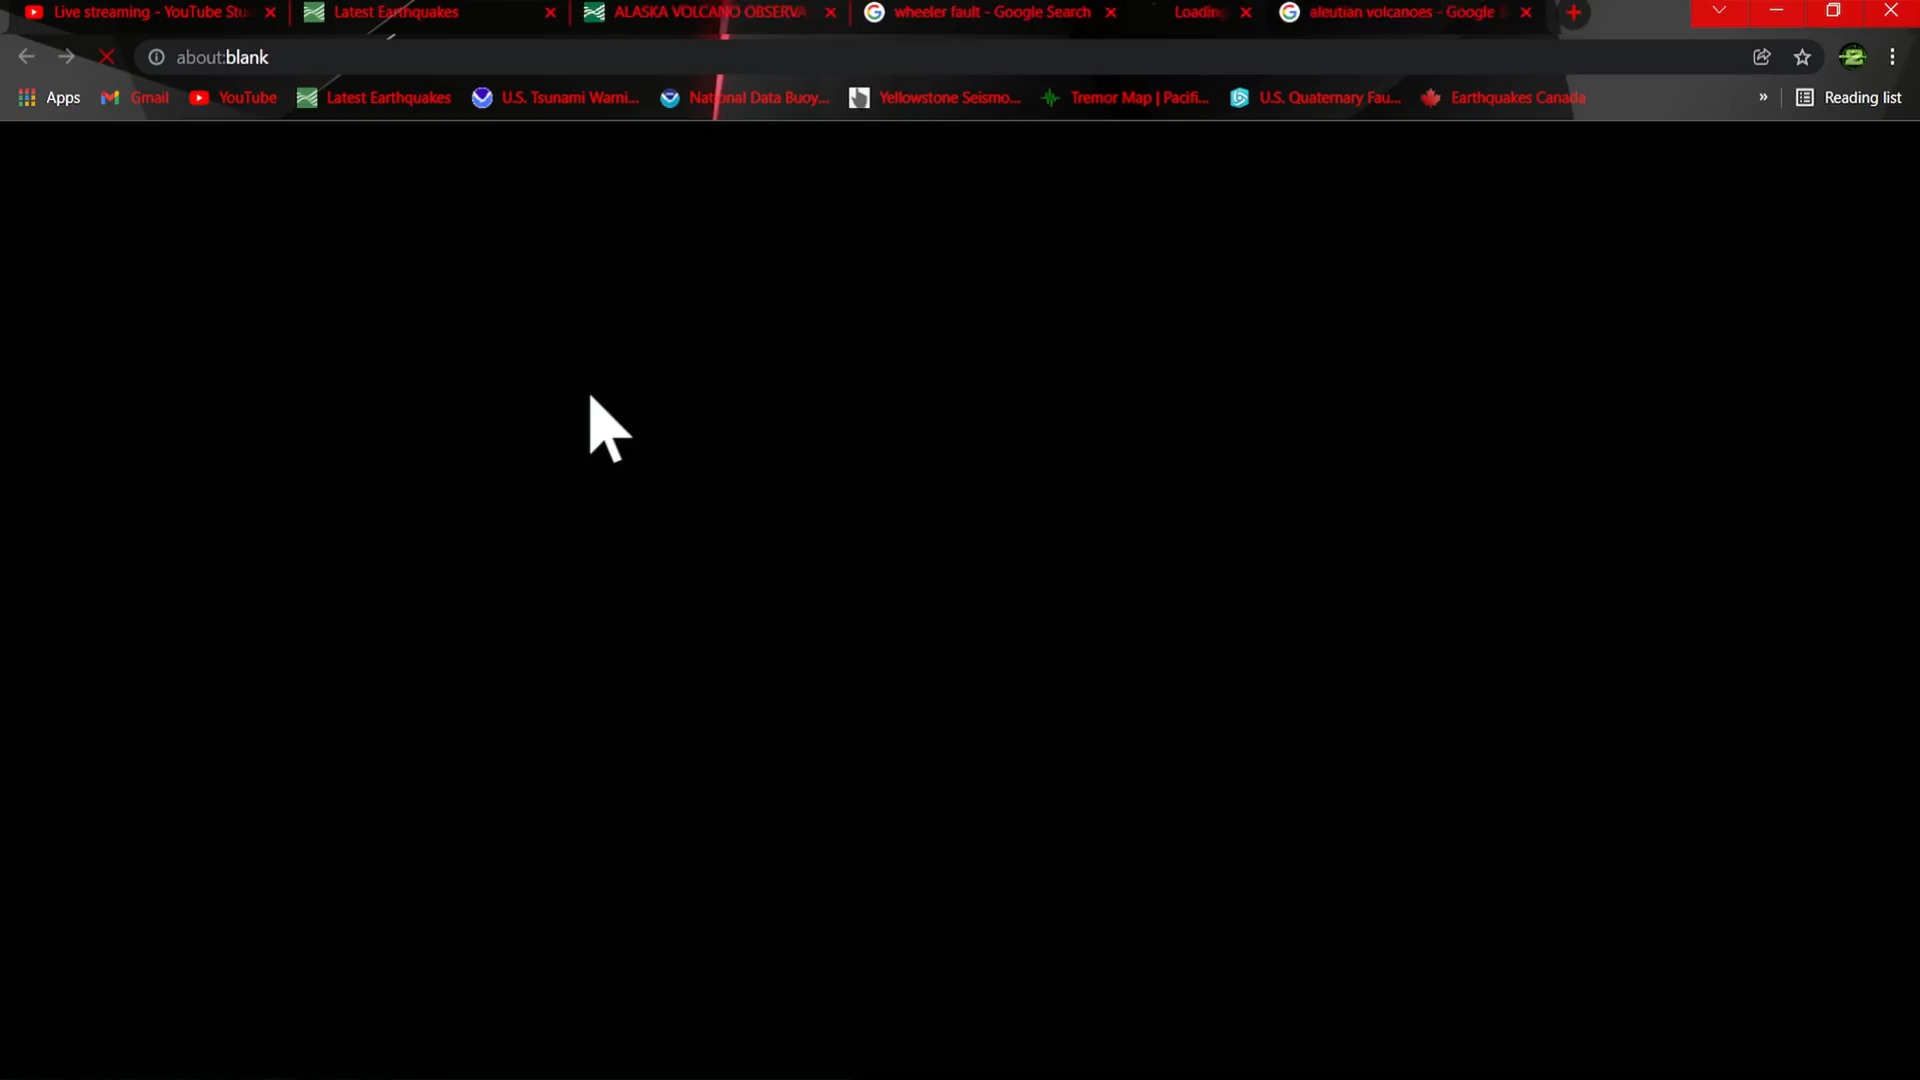 Live streaming - YouTube Stu
Latest Earthquakes
ALASKA VOLCANO OBSERVA
wheeler fault - Google Search
Loading
aleutian volcanoes - Google S
about:blank
Apps
Gmail
YouTube
Latest Earthquakes
U.S. Tsunami Warni...
National Data Buoy...
Yellowstone Seismo...
Tremor Map | Pacifi...
U.S. Quaternary Fau...
Earthquakes Canada
»
Reading list